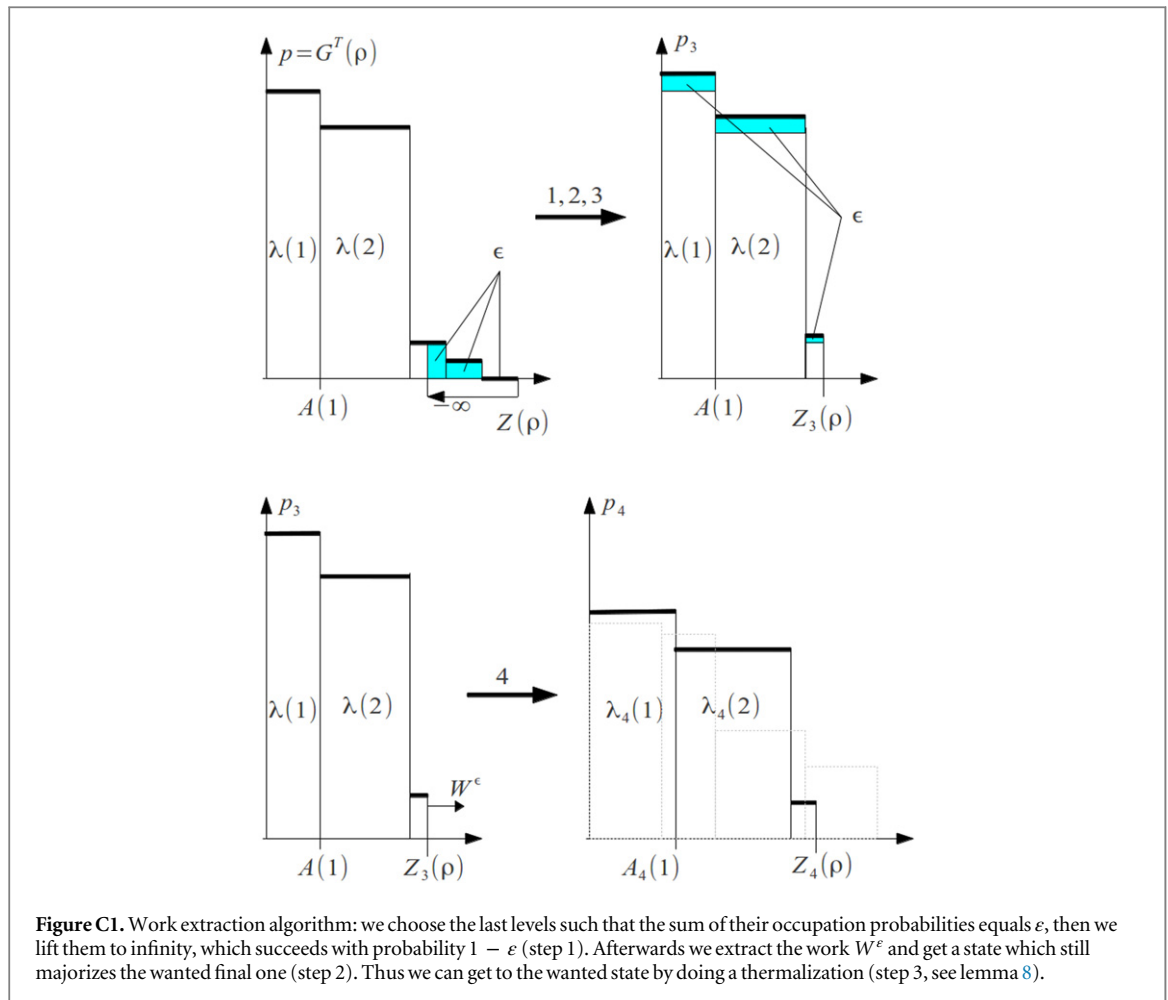 p=G^T(ρ)
p_3
λ(1)
λ(2)
ϵ
1,2,3
λ(1)
λ(2)
ϵ
A(1)
−∞
Z(ρ)
A(1)
Z_3(ρ)
p_3
p_4
λ(1)
λ(2)
W^ϵ
4
λ_4(1)
λ_4(2)
A(1)
Z_3(ρ)
A_4(1)
Z_4(ρ)
Figure C1. Work extraction algorithm: we choose the last levels such that the sum of their occupation probabilities equals ε, then we
lift them to infinity, which succeeds with probability 1 − ε (step 1). Afterwards we extract the work W^ε and get a state which still
majorizes the wanted final one (step 2). Thus we can get to the wanted state by doing a thermalization (step 3, see lemma 8).